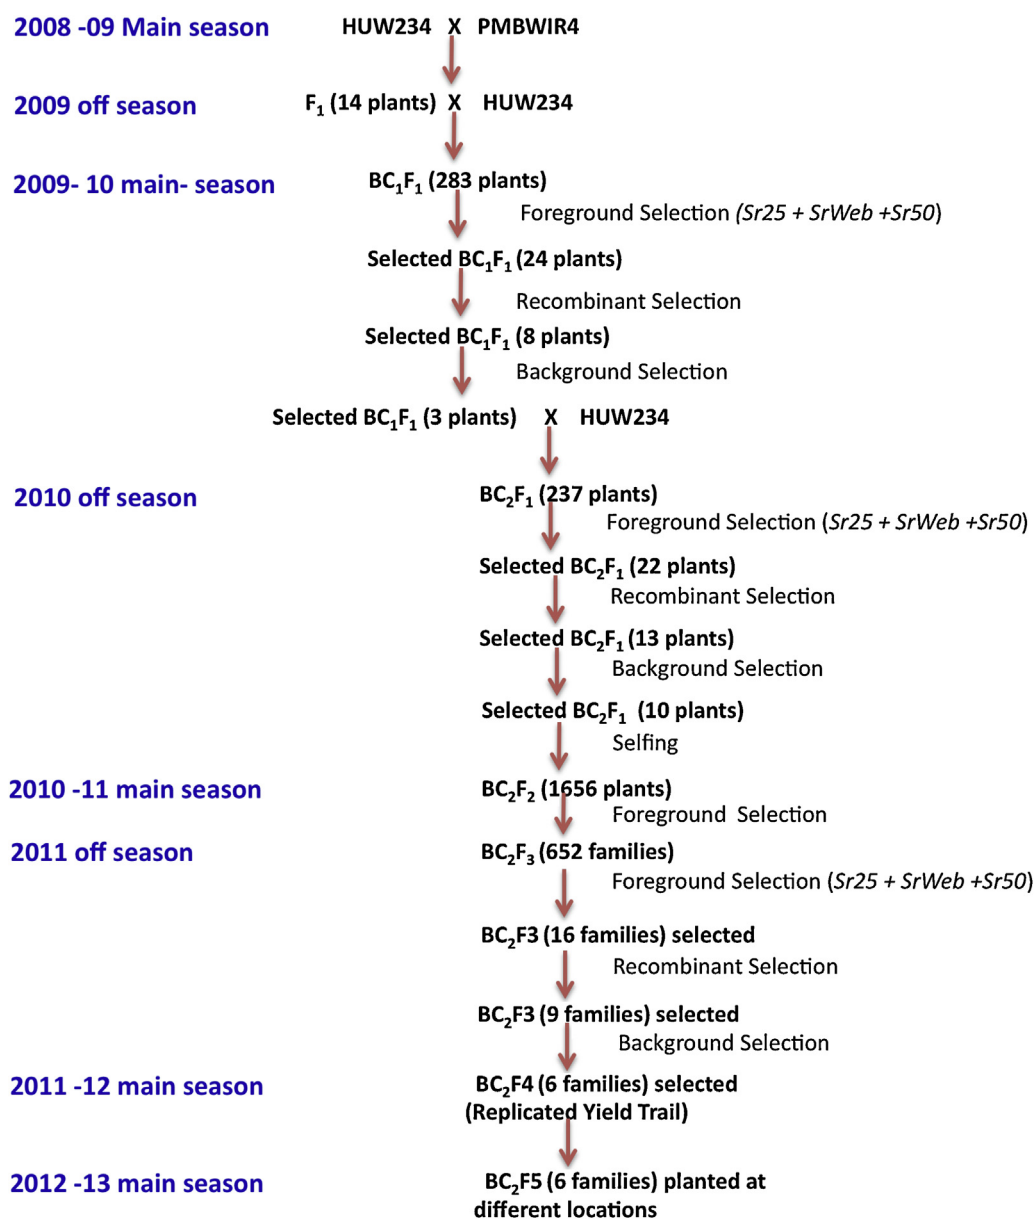 2008 -09 Main season HUW234 X PMBWIR4
2009 off season F₁ (14 plants) X HUW234
2009- 10 main- season BC₁F₁ (283 plants)
Foreground Selection (Sr25 + SrWeb +Sr50)
Selected BC₁F₁ (24 plants)
Recombinant Selection
Selected BC₁F₁ (8 plants)
Background Selection
Selected BC₁F₁ (3 plants) X HUW234
2010 off season BC₂F₁ (237 plants)
Foreground Selection (Sr25 + SrWeb +Sr50)
Selected BC₂F₁ (22 plants)
Recombinant Selection
Selected BC₂F₁ (13 plants)
Background Selection
Selected BC₂F₁ (10 plants)
Selfing
2010 -11 main season BC₂F₂ (1656 plants)
Foreground Selection
2011 off season BC₂F₃ (652 families)
Foreground Selection (Sr25 + SrWeb +Sr50)
BC₂F3 (16 families) selected
Recombinant Selection
BC₂F3 (9 families) selected
Background Selection
2011 -12 main season BC₂F4 (6 families) selected
(Replicated Yield Trail)
2012 -13 main season BC₂F5 (6 families) planted at
different locations